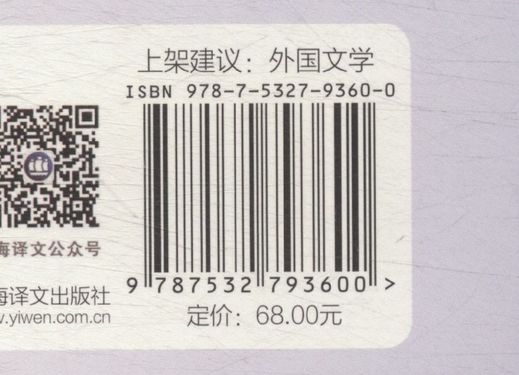 上架建议：外国文学
ISBN 978-7-5327-9360-0
9 787532 793600 >
定价：68.00元
海译文公众号
海译文出版社
w.yiwen.com.cn